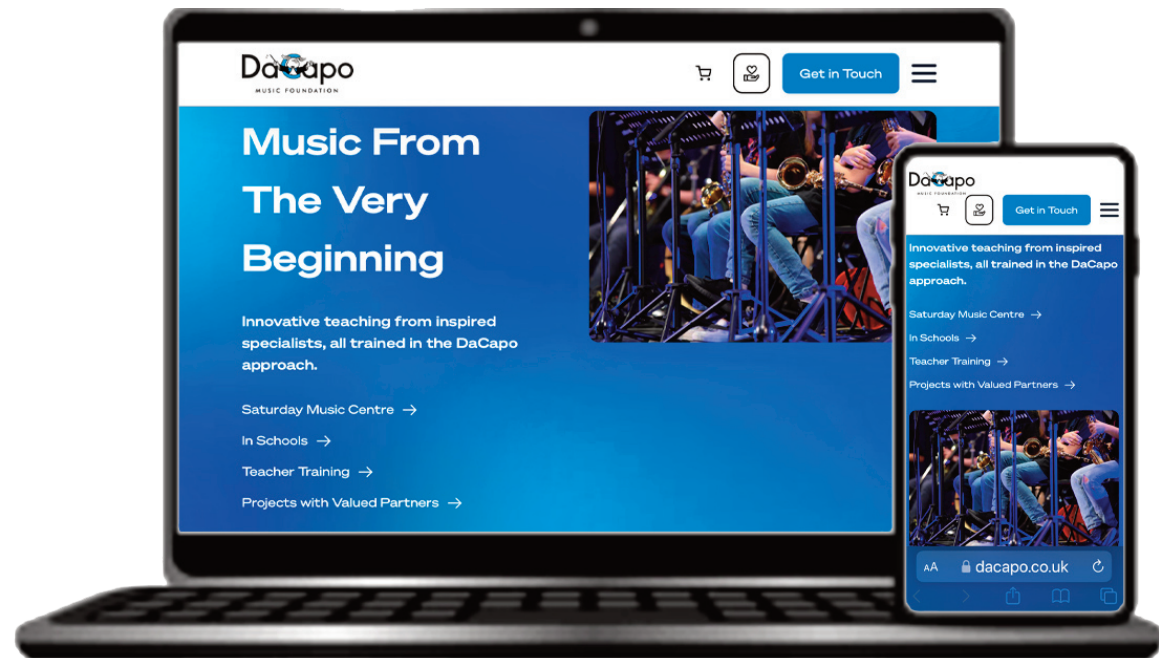 DaCapo
MUSIC FOUNDATION
Get in Touch
Music From
The Very
Beginning
Innovative teaching from inspired
specialists, all trained in the DaCapo
approach.
Saturday Music Centre →
In Schools →
Teacher Training →
Projects with Valued Partners →
DaCapo
MUSIC FOUNDATION
Get in Touch
Innovative teaching from inspired
specialists, all trained in the DaCapo
approach.
Saturday Music Centre →
In Schools →
Teacher Training →
Projects with Valued Partners →
AA dacapo.co.uk